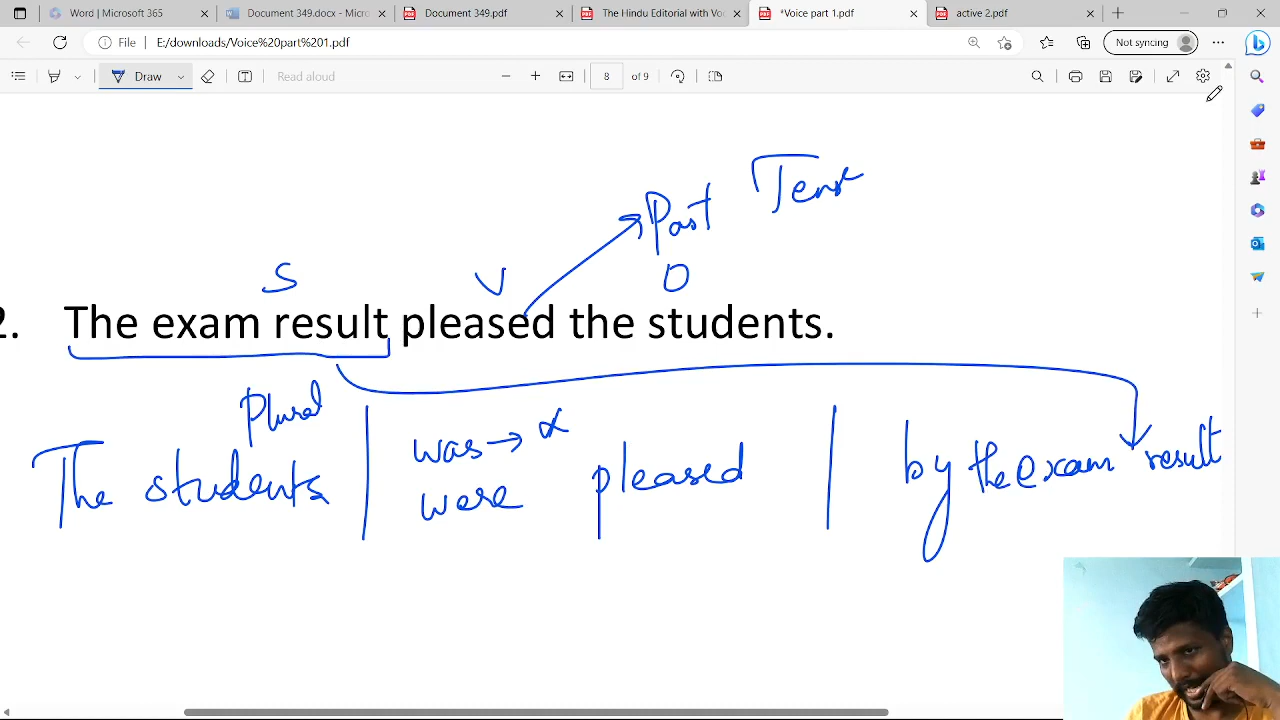 Word | Microsoft 365
Document 349.docx - Micro
Document 349.pdf
The Hindu Editorial with Voc
*Voice part 1.pdf
active 2.pdf
File
E:/downloads/Voice%20part%201.pdf
Not syncing
Draw
Read aloud
8
of 9
Past Tense
S V O
2. The exam result pleased the students.
Plural
was → x
The students | were pleased | by the exam result